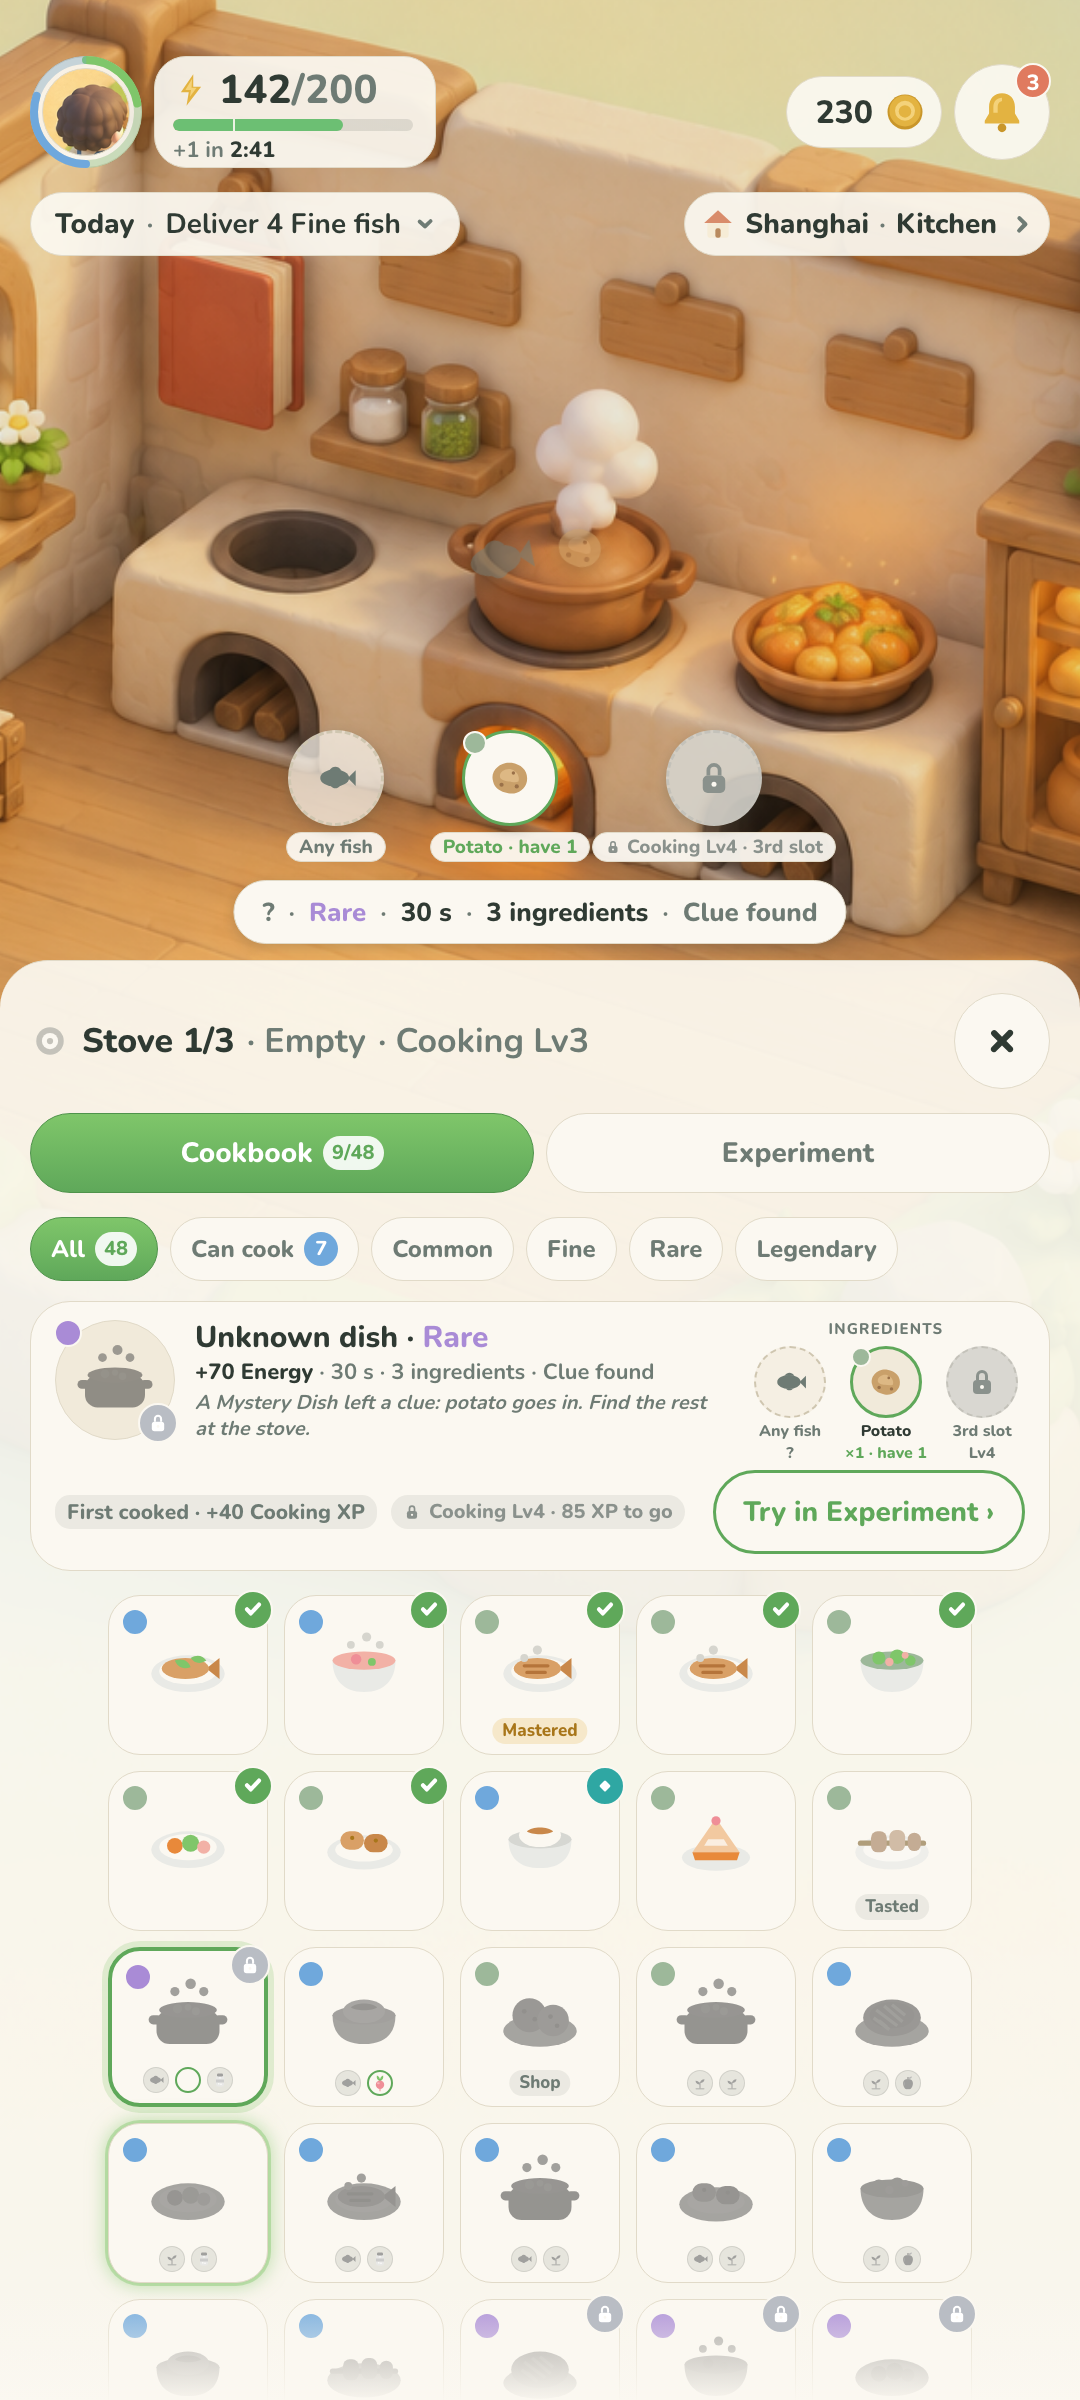 142/200
+1 in 2:41
230
3
Today · Deliver 4 Fine fish
Shanghai · Kitchen
Any fish
Potato · have 1
Cooking Lv4 · 3rd slot
? · Rare · 30 s · 3 ingredients · Clue found
Stove 1/3 · Empty · Cooking Lv3
Cookbook 9/48
Experiment
All 48
Can cook 7
Common
Fine
Rare
Legendary
Unknown dish · Rare
+70 Energy · 30 s · 3 ingredients · Clue found
A Mystery Dish left a clue: potato goes in. Find the rest
at the stove.
INGREDIENTS
Any fish
?
Potato
×1 · have 1
3rd slot
Lv4
First cooked · +40 Cooking XP
Cooking Lv4 · 85 XP to go
Try in Experiment ›
Mastered
Tasted
Shop